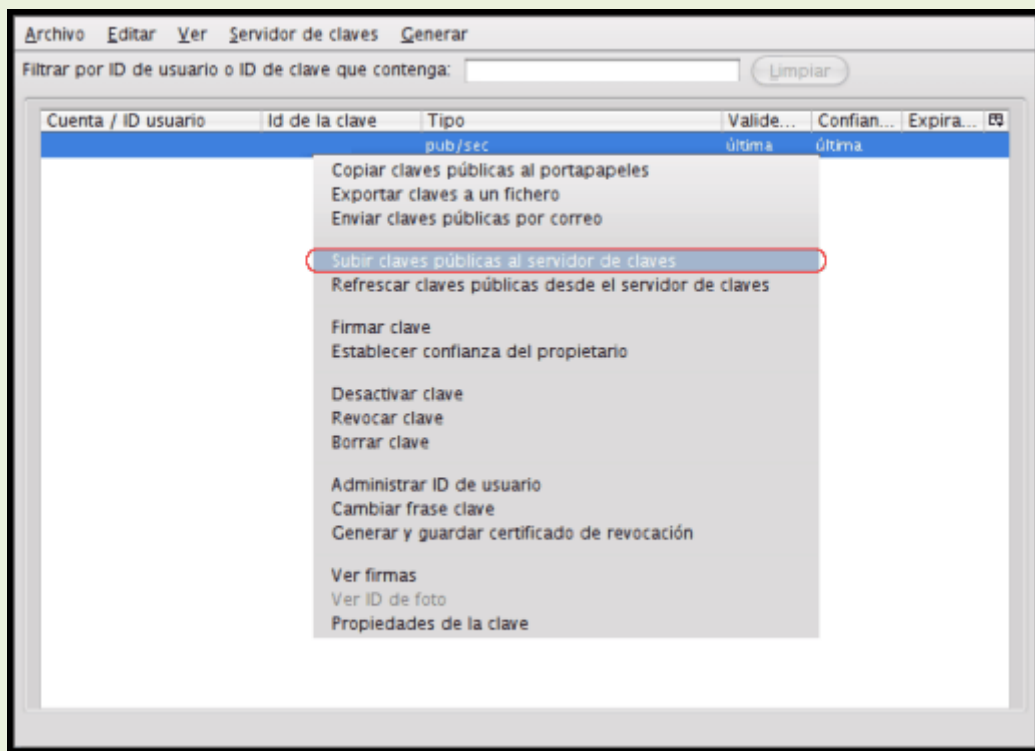 Archivo Editar Ver Servidor de claves Generar
Filtrar por ID de usuario o ID de clave que contenga: Limpiar
Cuenta / ID usuario Id de la clave Tipo Valide... Confian... Expira...
pub/sec última última
Copiar claves públicas al portapapeles
Exportar claves a un fichero
Enviar claves públicas por correo
Subir claves públicas al servidor de claves
Refrescar claves públicas desde el servidor de claves
Firmar clave
Establecer confianza del propietario
Desactivar clave
Revocar clave
Borrar clave
Administrar ID de usuario
Cambiar frase clave
Generar y guardar certificado de revocación
Ver firmas
Ver ID de foto
Propiedades de la clave